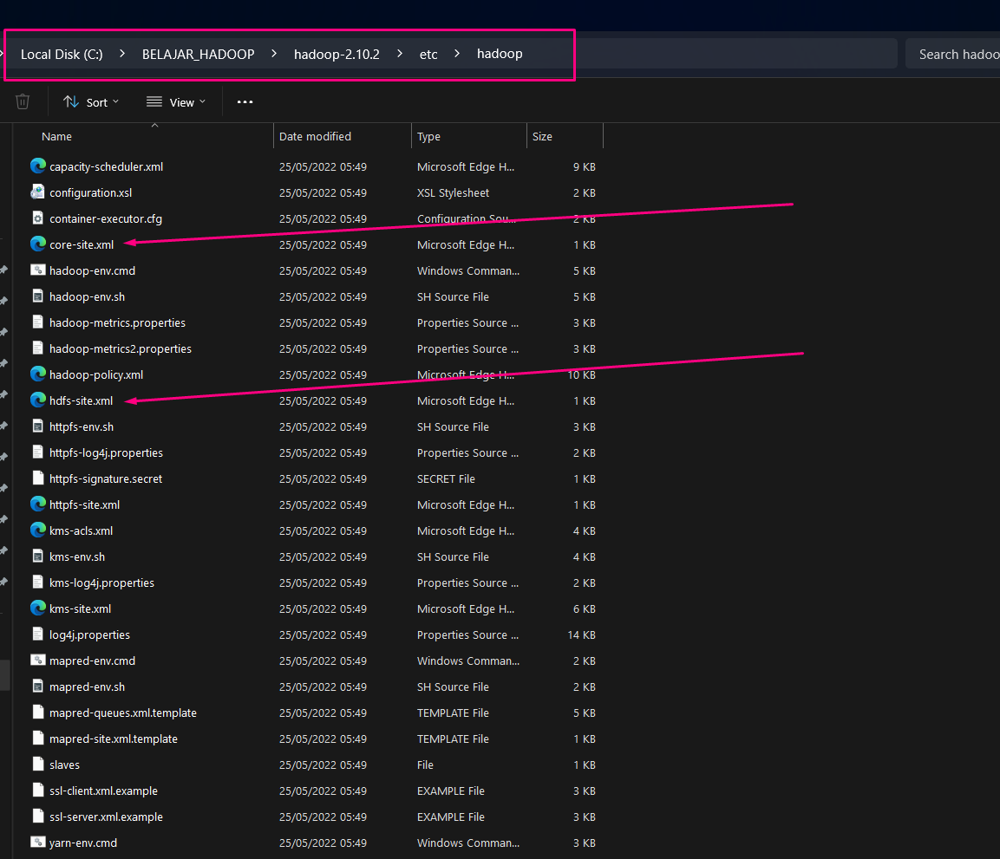 Local Disk (C:) > BELAJAR_HADOOP > hadoop-2.10.2 > etc > hadoop
Search hadoo
Sort View ...
Name Date modified Type Size
capacity-scheduler.xml 25/05/2022 05:49 Microsoft Edge H... 9 KB
configuration.xsl 25/05/2022 05:49 XSL Stylesheet 2 KB
container-executor.cfg 25/05/2022 05:49 Configuration Sou... 2 KB
core-site.xml 25/05/2022 05:49 Microsoft Edge H... 1 KB
hadoop-env.cmd 25/05/2022 05:49 Windows Comman... 5 KB
hadoop-env.sh 25/05/2022 05:49 SH Source File 5 KB
hadoop-metrics.properties 25/05/2022 05:49 Properties Source ... 3 KB
hadoop-metrics2.properties 25/05/2022 05:49 Properties Source ... 3 KB
hadoop-policy.xml 25/05/2022 05:49 Microsoft Edge H... 10 KB
hdfs-site.xml 25/05/2022 05:49 Microsoft Edge H... 1 KB
httpfs-env.sh 25/05/2022 05:49 SH Source File 3 KB
httpfs-log4j.properties 25/05/2022 05:49 Properties Source ... 2 KB
httpfs-signature.secret 25/05/2022 05:49 SECRET File 1 KB
httpfs-site.xml 25/05/2022 05:49 Microsoft Edge H... 1 KB
kms-acls.xml 25/05/2022 05:49 Microsoft Edge H... 4 KB
kms-env.sh 25/05/2022 05:49 SH Source File 4 KB
kms-log4j.properties 25/05/2022 05:49 Properties Source ... 2 KB
kms-site.xml 25/05/2022 05:49 Microsoft Edge H... 6 KB
log4j.properties 25/05/2022 05:49 Properties Source ... 14 KB
mapred-env.cmd 25/05/2022 05:49 Windows Comman... 2 KB
mapred-env.sh 25/05/2022 05:49 SH Source File 2 KB
mapred-queues.xml.template 25/05/2022 05:49 TEMPLATE File 5 KB
mapred-site.xml.template 25/05/2022 05:49 TEMPLATE File 1 KB
slaves 25/05/2022 05:49 File 1 KB
ssl-client.xml.example 25/05/2022 05:49 EXAMPLE File 3 KB
ssl-server.xml.example 25/05/2022 05:49 EXAMPLE File 3 KB
yarn-env.cmd 25/05/2022 05:49 Windows Comman... 3 KB